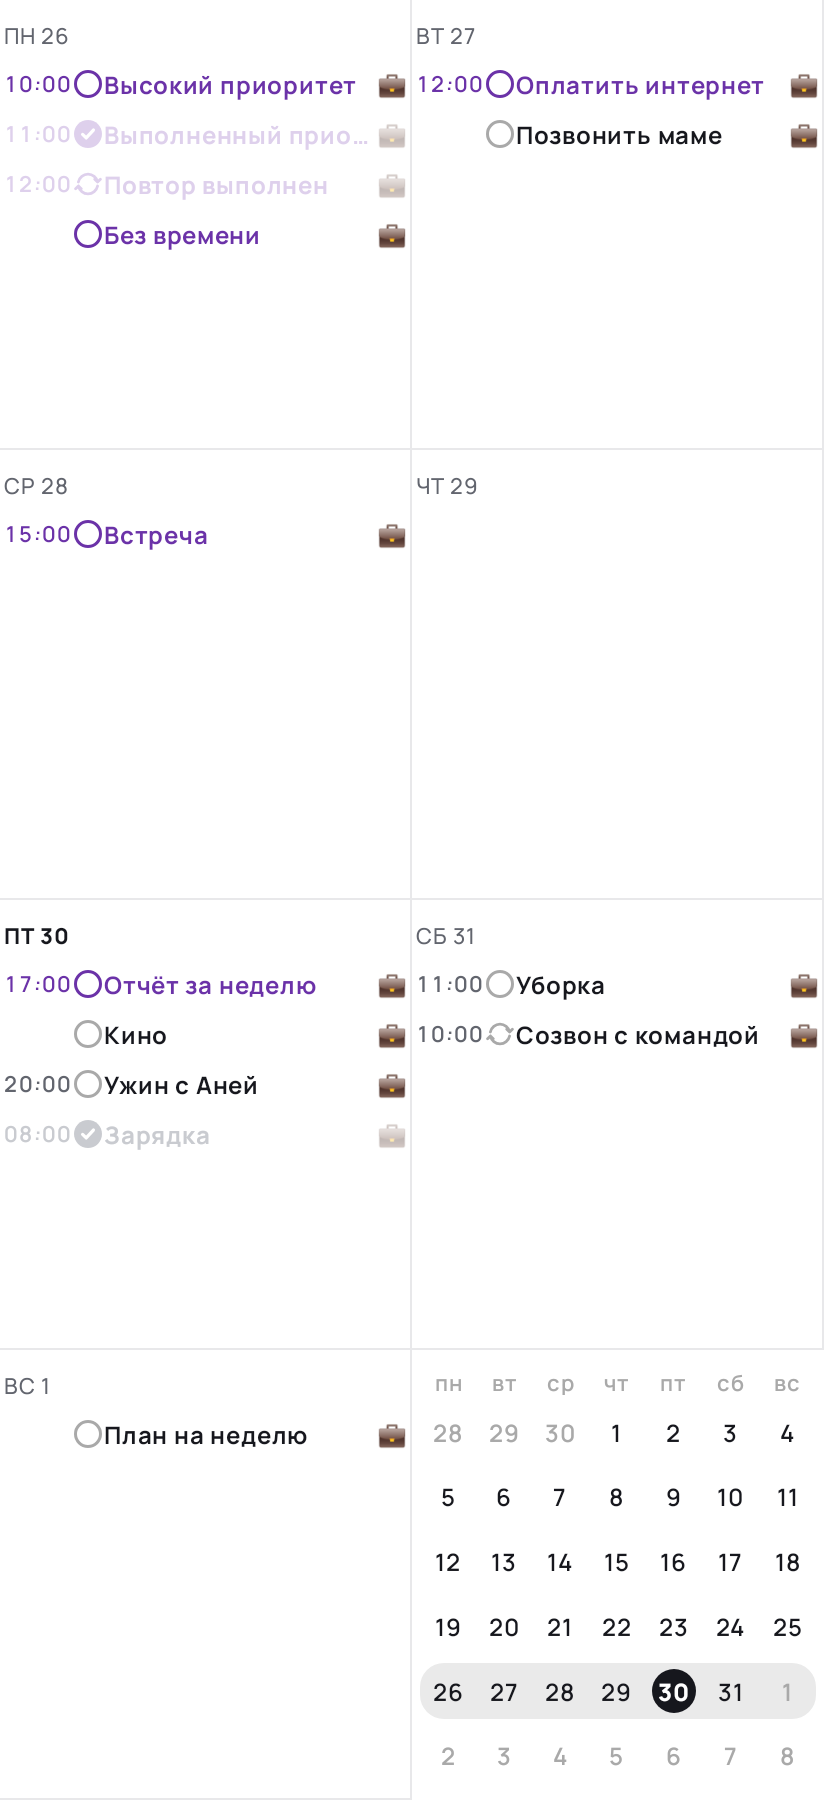 ПН 26
10:00 Высокий приоритет
11:00 Выполненный прио...
12:00 Повтор выполнен
Без времени
ВТ 27
12:00 Оплатить интернет
Позвонить маме
СР 28
15:00 Встреча
ЧТ 29
ПТ 30
17:00 Отчёт за неделю
Кино
20:00 Ужин с Аней
08:00 Зарядка
СБ 31
11:00 Уборка
10:00 Созвон с командой
ВС 1
План на неделю
пн вт ср чт пт сб вс
28 29 30 1 2 3 4
5 6 7 8 9 10 11
12 13 14 15 16 17 18
19 20 21 22 23 24 25
26 27 28 29 30 31 1
2 3 4 5 6 7 8